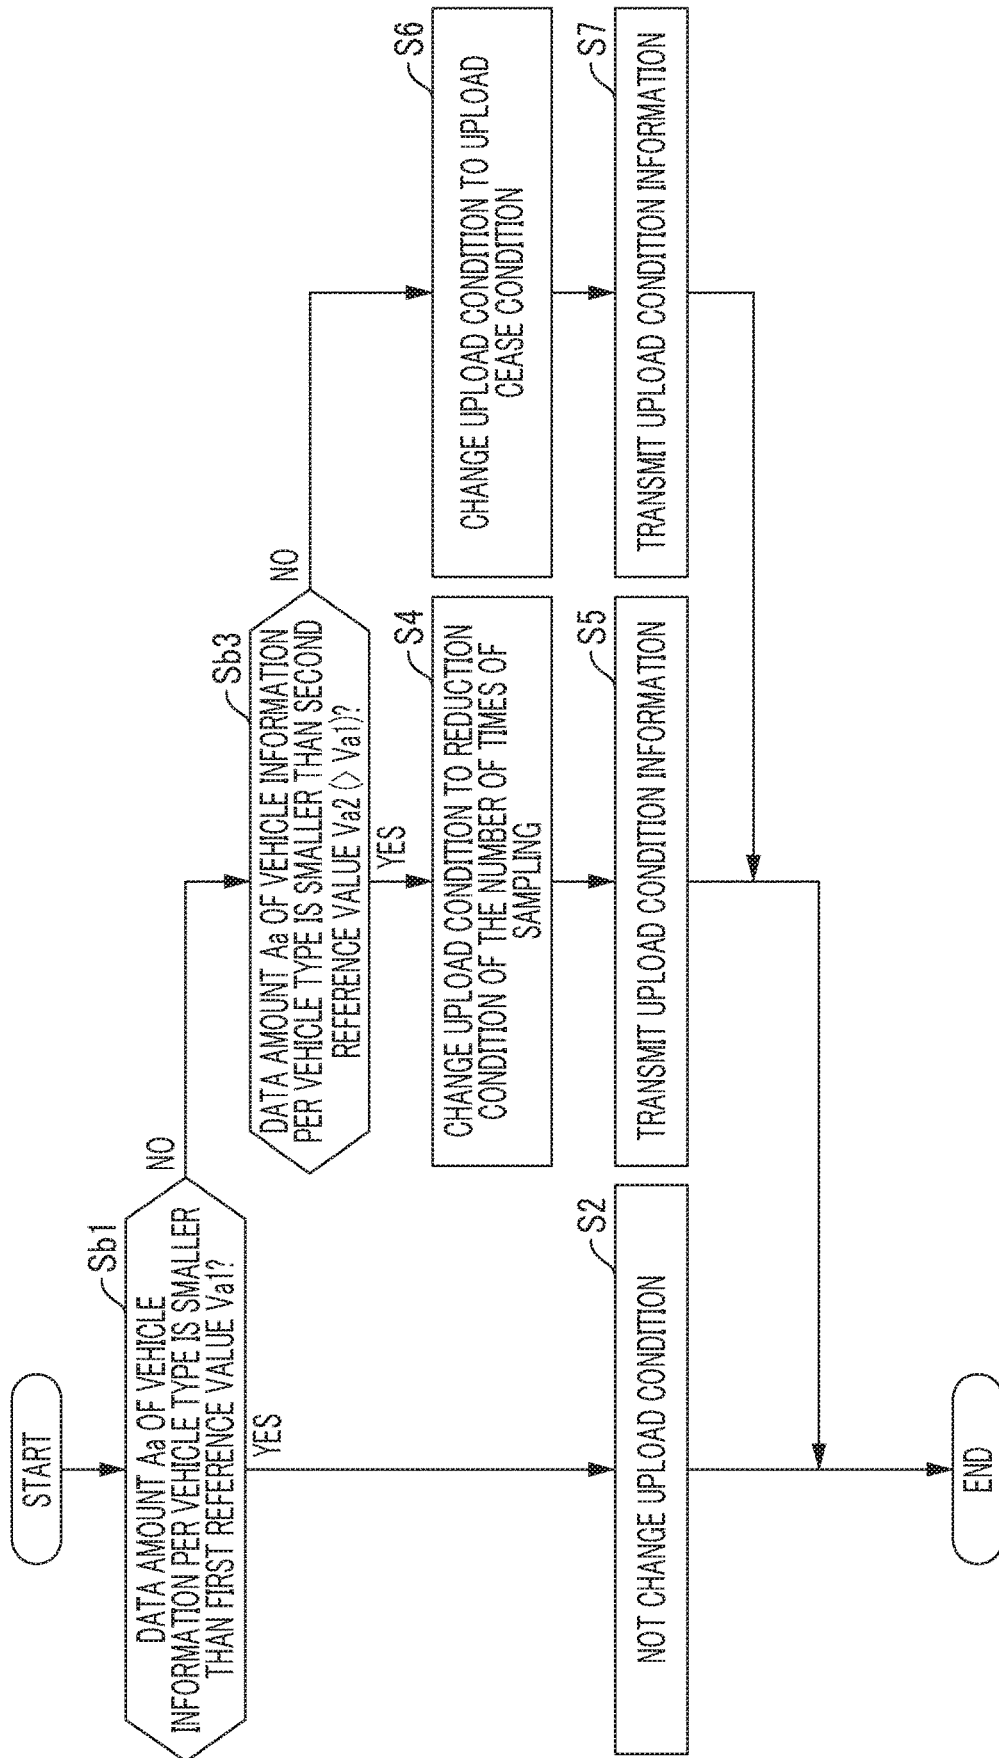 START
Sb1
DATA AMOUNT Aa OF VEHICLE
INFORMATION PER VEHICLE TYPE IS SMALLER
THAN FIRST REFERENCE VALUE Va1?
NO
YES
Sb3
DATA AMOUNT Aa OF VEHICLE INFORMATION
PER VEHICLE TYPE IS SMALLER THAN SECOND
REFERENCE VALUE Va2 (> Va1)?
NO
YES
S4
CHANGE UPLOAD CONDITION TO REDUCTION
CONDITION OF THE NUMBER OF TIMES OF
SAMPLING
S6
CHANGE UPLOAD CONDITION TO UPLOAD
CEASE CONDITION
S2
NOT CHANGE UPLOAD CONDITION
S5
TRANSMIT UPLOAD CONDITION INFORMATION
S7
TRANSMIT UPLOAD CONDITION INFORMATION
END